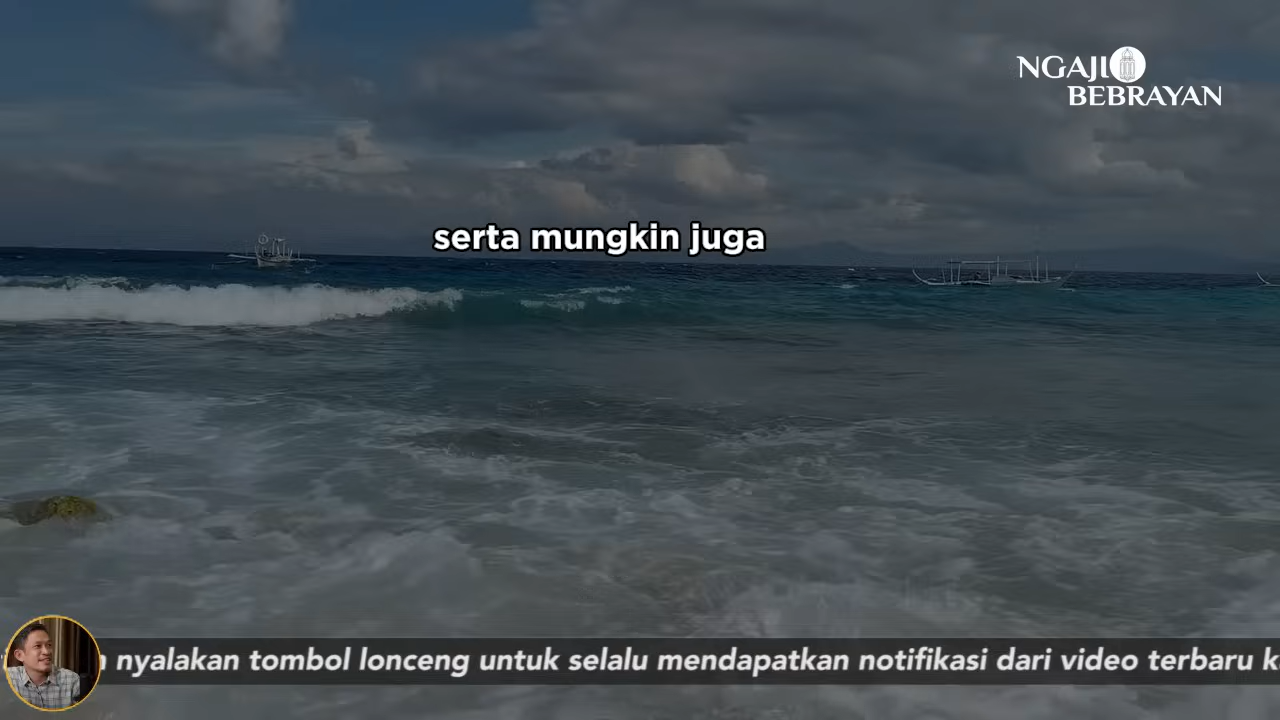 NGAJI
BEBRAYAN
serta mungkin juga
nyalakan tombol lonceng untuk selalu mendapatkan notifikasi dari video terbaru